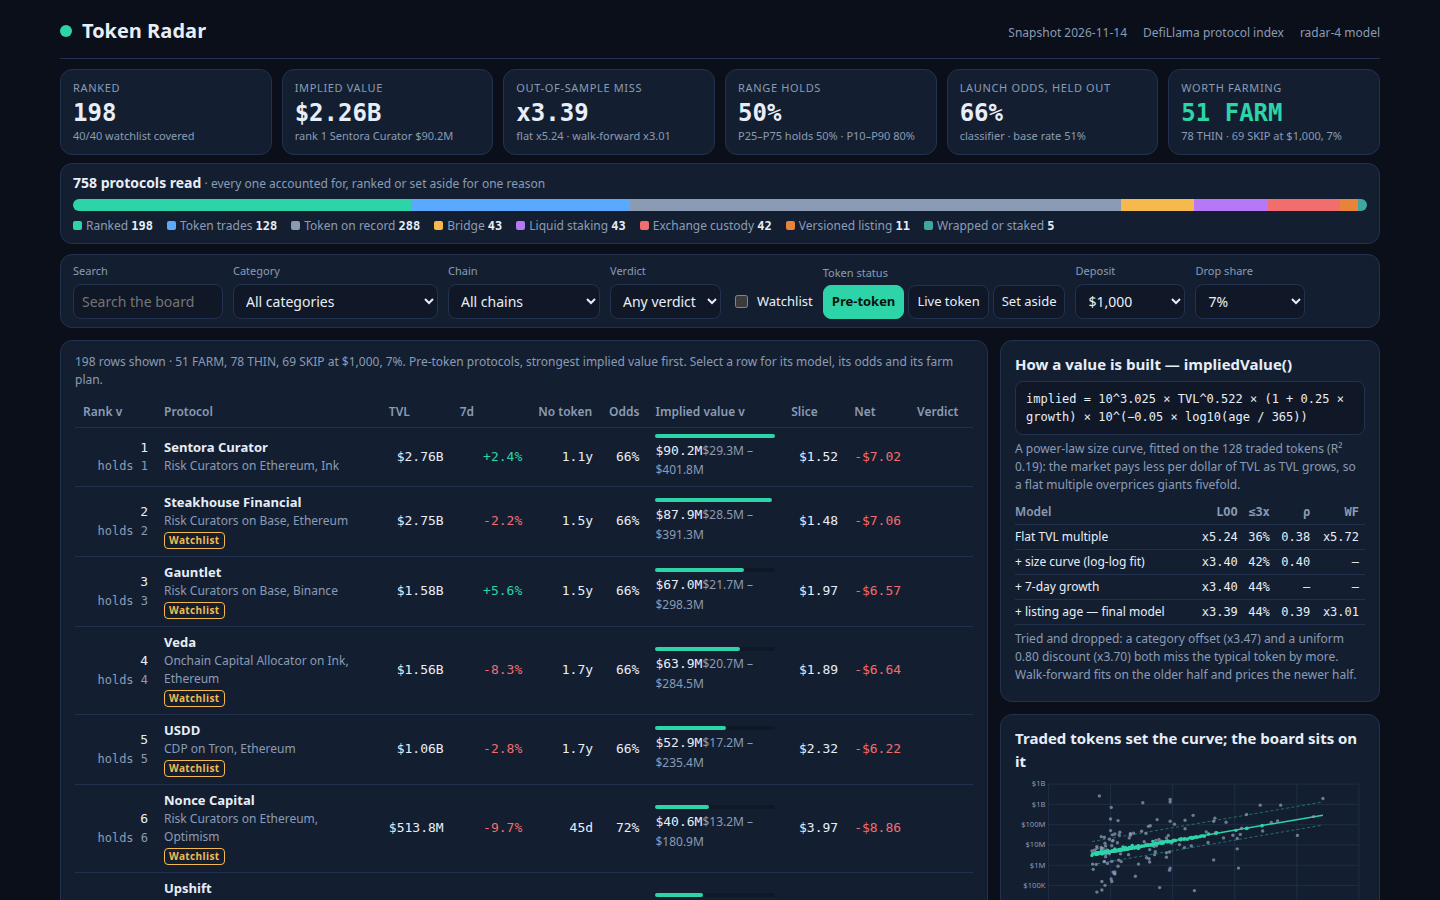 Token Radar
Snapshot 2026-11-14 DefiLlama protocol index radar-4 model
RANKED
198
40/40 watchlist covered
IMPLIED VALUE
$2.26B
rank 1 Sentora Curator $90.2M
OUT-OF-SAMPLE MISS
x3.39
flat x5.24 · walk-forward x3.01
RANGE HOLDS
50%
P25–P75 holds 50% · P10–P90 80%
LAUNCH ODDS, HELD OUT
66%
classifier · base rate 51%
WORTH FARMING
51 FARM
78 THIN · 69 SKIP at $1,000, 7%
758 protocols read · every one accounted for, ranked or set aside for one reason
Ranked 198 Token trades 128 Token on record 288 Bridge 43 Liquid staking 43 Exchange custody 42 Versioned listing 11 Wrapped or staked 5
Search Category Chain Verdict Token status Deposit Drop share
Search the board All categories All chains Any verdict Watchlist Pre-token Live token Set aside $1,000 7%
198 rows shown · 51 FARM, 78 THIN, 69 SKIP at $1,000, 7%. Pre-token protocols, strongest implied value first. Select a row for its model, its odds and its farm
plan.
Rank v Protocol TVL 7d No token Odds Implied value v Slice Net Verdict
1 Sentora Curator $2.76B +2.4% 1.1y 66% $90.2M $29.3M – $1.52 -$7.02
holds 1 Risk Curators on Ethereum, Ink $401.8M
2 Steakhouse Financial $2.75B -2.2% 1.5y 66% $87.9M $28.5M – $1.48 -$7.06
holds 2 Risk Curators on Base, Ethereum $391.3M
Watchlist
3 Gauntlet $1.58B +5.6% 1.5y 66% $67.0M $21.7M – $1.97 -$6.57
holds 3 Risk Curators on Base, Binance $298.3M
Watchlist
4 Veda $1.56B -8.3% 1.7y 66% $63.9M $20.7M – $1.89 -$6.64
holds 4 Onchain Capital Allocator on Ink, $284.5M
Ethereum
Watchlist
5 USDD $1.06B -2.8% 1.7y 66% $52.9M $17.2M – $2.32 -$6.22
holds 5 CDP on Tron, Ethereum $235.4M
Watchlist
6 Nonce Capital $513.8M -9.7% 45d 72% $40.6M $13.2M – $3.97 -$8.86
holds 6 Risk Curators on Ethereum, $180.9M
Optimism
Watchlist
Upshift
How a value is built — impliedValue()
implied = 10^3.025 × TVL^0.522 × (1 + 0.25 ×
growth) × 10^(−0.05 × log10(age / 365))
A power-law size curve, fitted on the 128 traded tokens (R²
0.19): the market pays less per dollar of TVL as TVL grows, so
a flat multiple overprices giants fivefold.
Model LOO ≤3x ρ WF
Flat TVL multiple x5.24 36% 0.38 x5.72
+ size curve (log-log fit) x3.40 42% 0.40 —
+ 7-day growth x3.40 44% — —
+ listing age — final model x3.39 44% 0.39 x3.01
Tried and dropped: a category offset (x3.47) and a uniform
0.80 discount (x3.70) both miss the typical token by more.
Walk-forward fits on the older half and prices the newer half.
Traded tokens set the curve; the board sits on
it
$1B
$1B
$100M
$10M
$1M
$100K